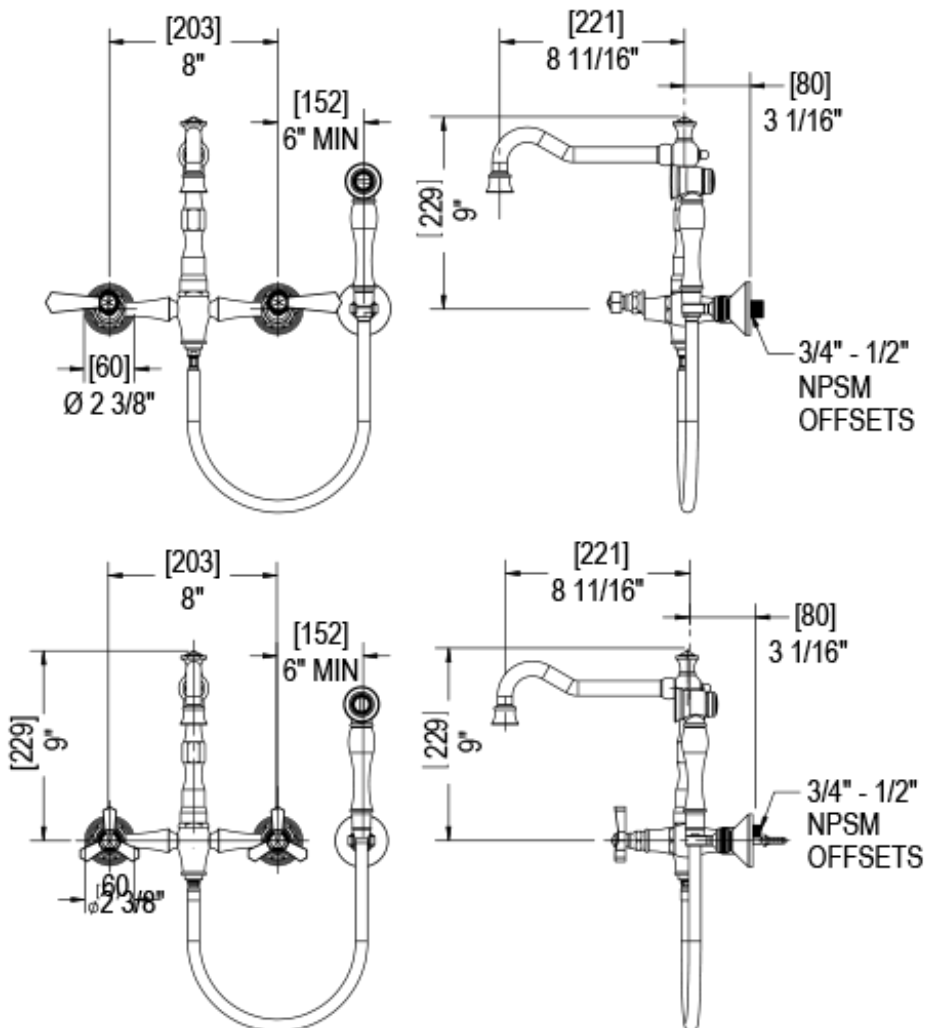 [203]
8"
[152]
6" MIN
[229]
9"
[60]
Ø 2 3/8"
[221]
8 11/16"
[80]
3 1/16"
3/4" - 1/2"
NPSM
OFFSETS
[203]
8"
[152]
6" MIN
[229]
9"
[60
ø2 3/8"
[221]
8 11/16"
[80]
3 1/16"
[229]
9"
3/4" - 1/2"
NPSM
OFFSETS